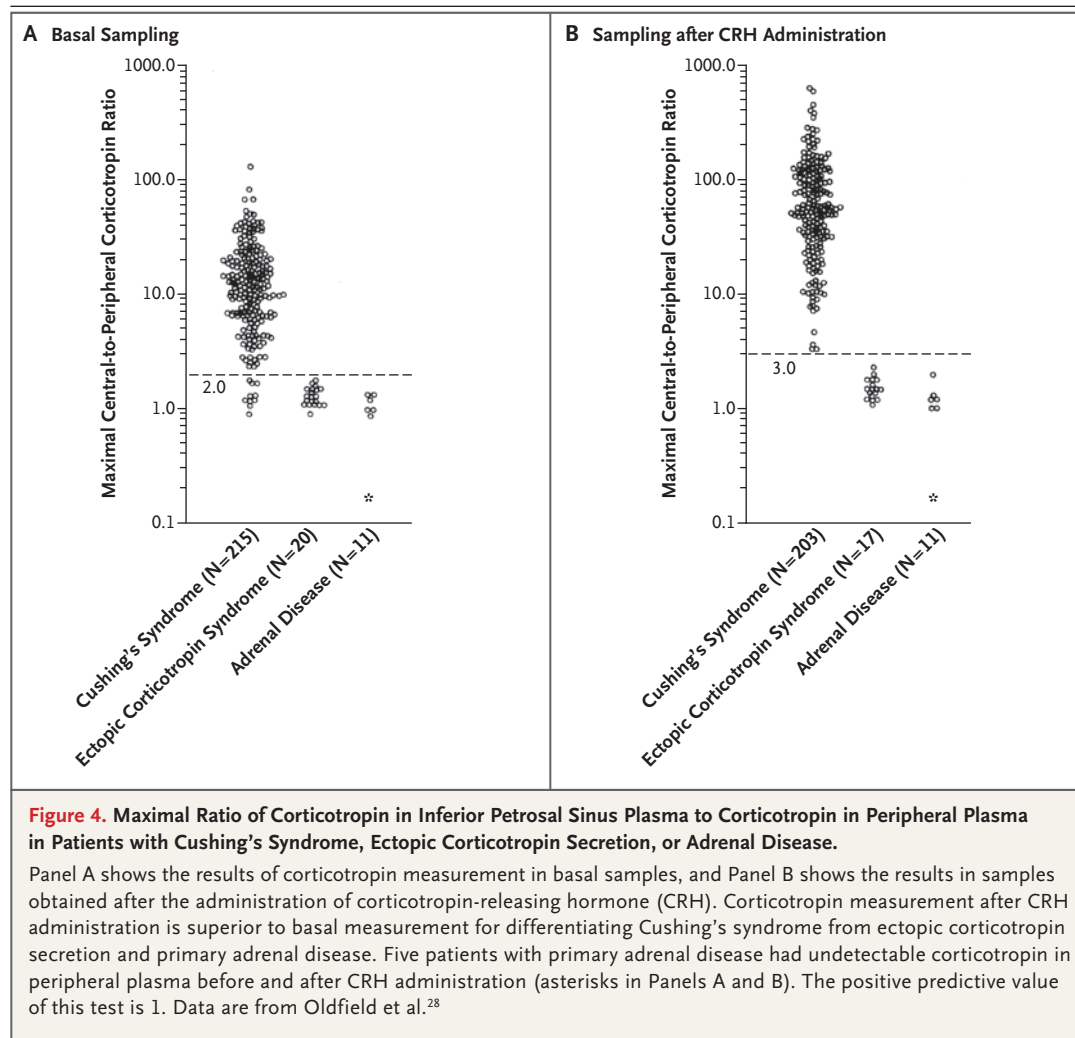 A Basal Sampling
Maximal Central-to-Peripheral Corticotropin Ratio
1000.0
100.0
10.0
1.0
0.1
2.0
*
Cushing's Syndrome (N=215)
Ectopic Corticotropin Syndrome (N=20)
Adrenal Disease (N=11)
B Sampling after CRH Administration
Maximal Central-to-Peripheral Corticotropin Ratio
1000.0
100.0
10.0
1.0
0.1
3.0
*
Cushing's Syndrome (N=203)
Ectopic Corticotropin Syndrome (N=17)
Adrenal Disease (N=11)
Figure 4. Maximal Ratio of Corticotropin in Inferior Petrosal Sinus Plasma to Corticotropin in Peripheral Plasma
in Patients with Cushing's Syndrome, Ectopic Corticotropin Secretion, or Adrenal Disease.
Panel A shows the results of corticotropin measurement in basal samples, and Panel B shows the results in samples
obtained after the administration of corticotropin-releasing hormone (CRH). Corticotropin measurement after CRH
administration is superior to basal measurement for differentiating Cushing's syndrome from ectopic corticotropin
secretion and primary adrenal disease. Five patients with primary adrenal disease had undetectable corticotropin in
peripheral plasma before and after CRH administration (asterisks in Panels A and B). The positive predictive value
of this test is 1. Data are from Oldfield et al.28